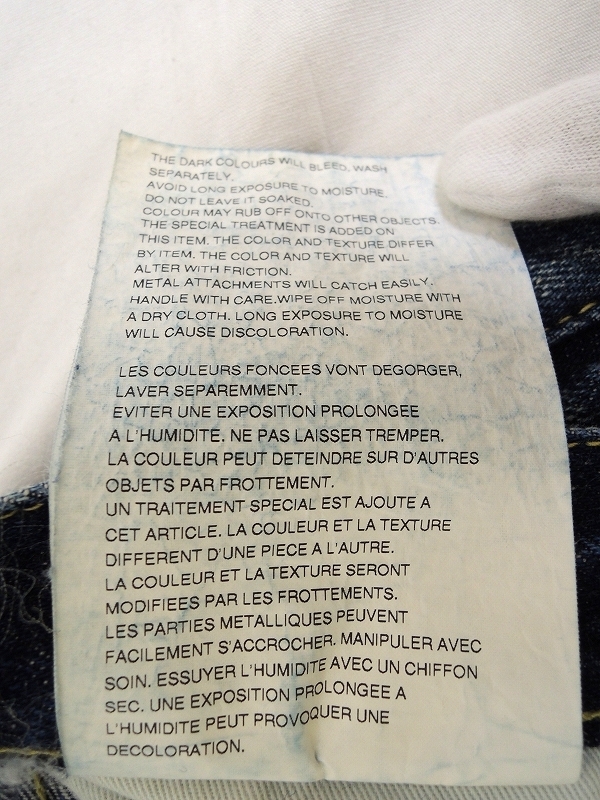 THE DARK COLOURS WILL BLEED, WASH
SEPARATELY.
AVOID LONG EXPOSURE TO MOISTURE.
DO NOT LEAVE IT SOAKED.
COLOUR MAY RUB OFF ONTO OTHER OBJECTS.
THE SPECIAL TREATMENT IS ADDED ON
THIS ITEM. THE COLOR AND TEXTURE DIFFER
BY ITEM. THE COLOR AND TEXTURE WILL
ALTER WITH FRICTION.
METAL ATTACHMENTS WILL CATCH EASILY.
HANDLE WITH CARE.WIPE OFF MOISTURE WITH
A DRY CLOTH. LONG EXPOSURE TO MOISTURE
WILL CAUSE DISCOLORATION.
LES COULEURS FONCEES VONT DEGORGER,
LAVER SEPAREMMENT.
EVITER UNE EXPOSITION PROLONGEE
A L'HUMIDITE. NE PAS LAISSER TREMPER.
LA COULEUR PEUT DETEINDRE SUR D'AUTRES
OBJETS PAR FROTTEMENT.
UN TRAITEMENT SPECIAL EST AJOUTE A
CET ARTICLE. LA COULEUR ET LA TEXTURE
DIFFERENT D'UNE PIECE A L'AUTRE.
LA COULEUR ET LA TEXTURE SERONT
MODIFIEES PAR LES FROTTEMENTS.
LES PARTIES METALLIQUES PEUVENT
FACILEMENT S'ACCROCHER. MANIPULER AVEC
SOIN. ESSUYER L'HUMIDITE AVEC UN CHIFFON
SEC. UNE EXPOSITION PROLONGEE A
L'HUMIDITE PEUT PROVOQUER UNE
DECOLORATION.